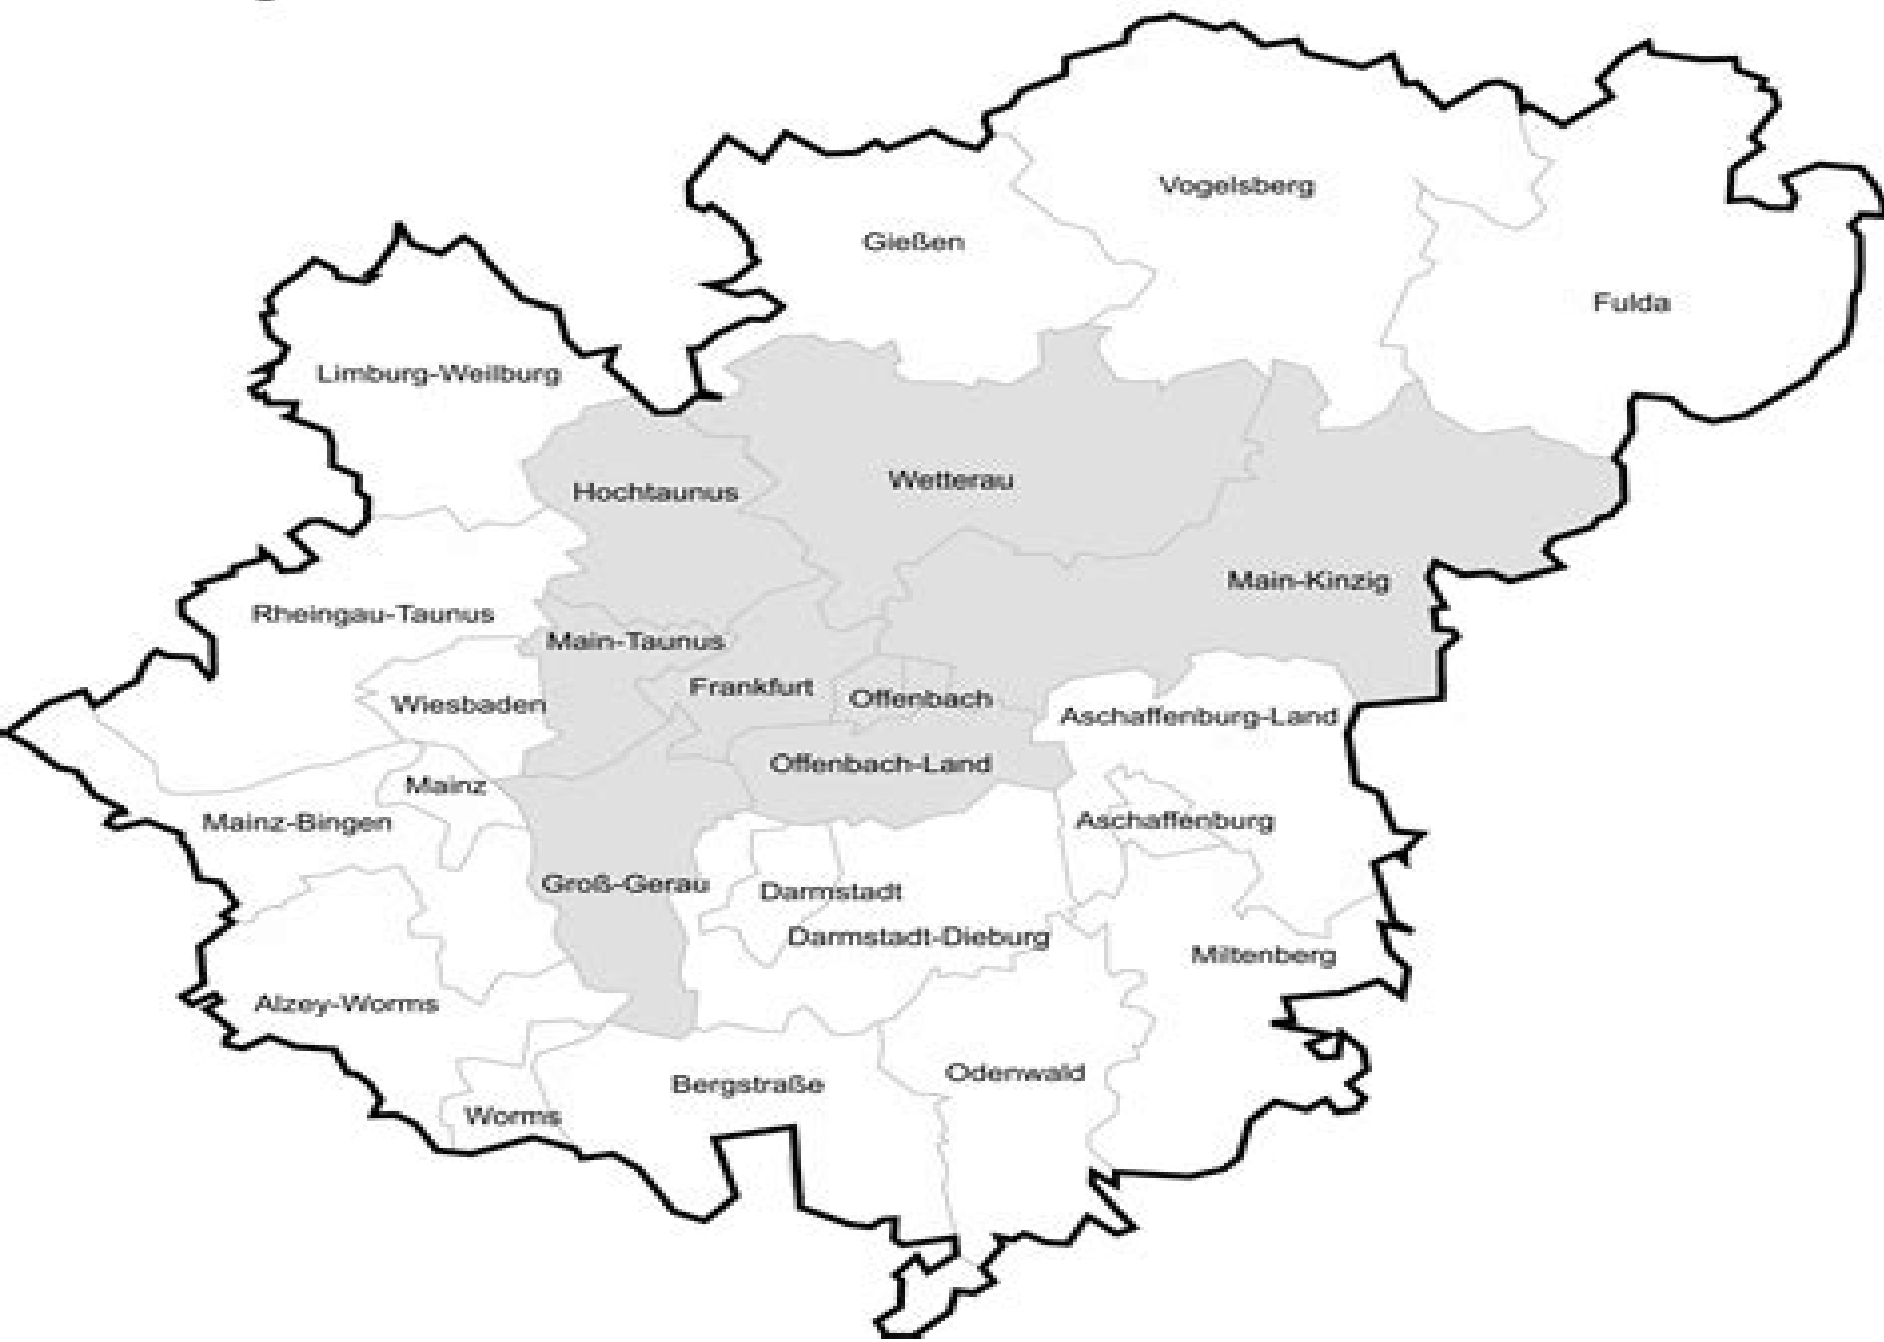 Vogelsberg
Gießen
Fulda
Limburg-Weilburg
Wetterau
Hochtaunus
Main-Kinzig
Rheingau-Taunus
Main-Taunus
Frankfurt
Offenbach
Wiesbaden
Aschaffenburg-Land
Offenbach-Land
Mainz
Mainz-Bingen
Aschaffenburg
Groß-Gerau
Darmstadt
Darmstadt-Dieburg
Miltenberg
Alzey-Worms
Odenwald
Bergstraße
Worms